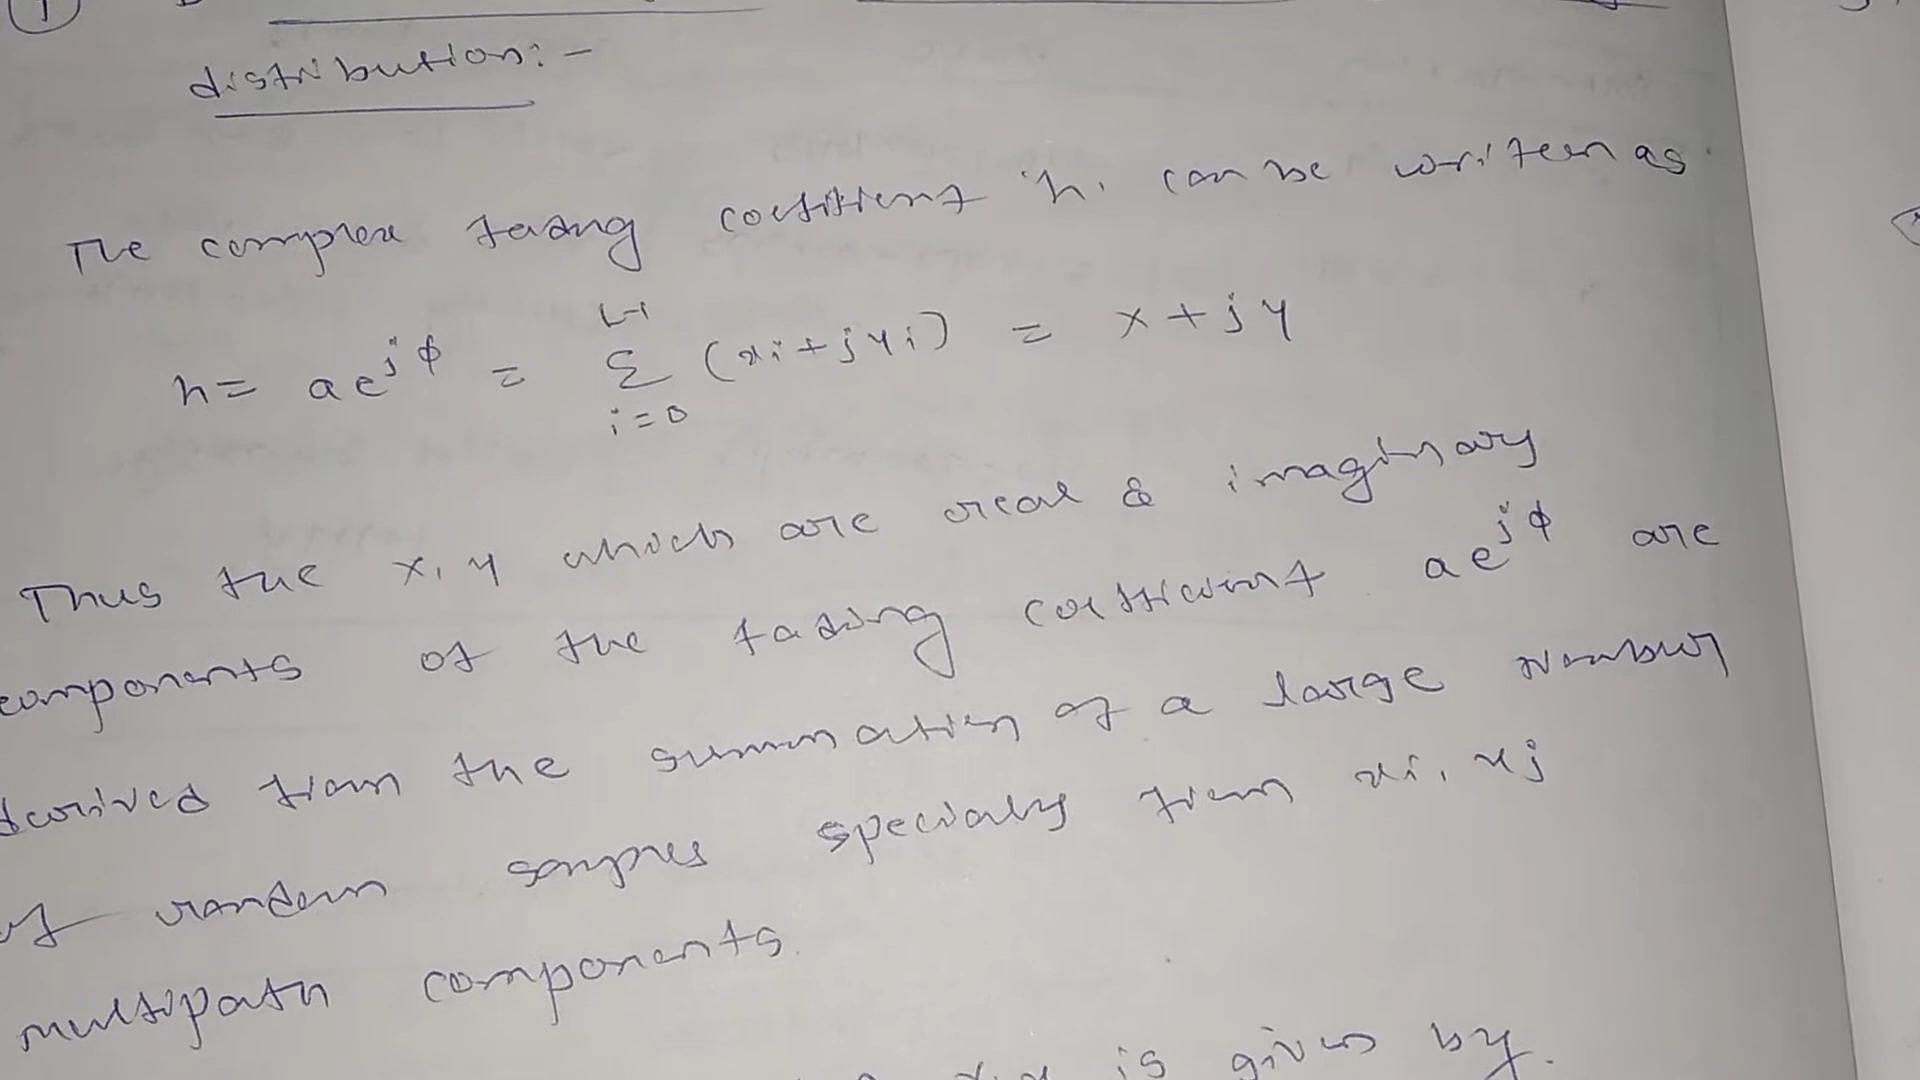 distribution:-
The complex fading coefficient 'h' can be written as
h = ae^{jφ} = \sum_{i=0}^{L-1} (xi + jyi) = x + jy
Thus the x, y which are real & imaginary
components of the fading coefficient ae^{jφ} are
derived from the summation of a large number
of random samples specialy from xi, xj
multipath components.
is given by.